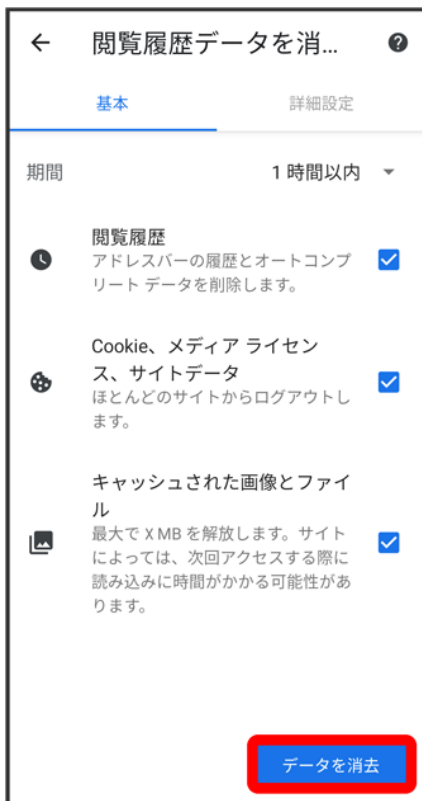 閲覧履歴データを消...
基本 詳細設定
期間 1 時間以内
閲覧履歴
アドレスバーの履歴とオートコンプ
リート データを削除します。
Cookie、メディア ライセン
ス、サイトデータ
ほとんどのサイトからログアウトし
ます。
キャッシュされた画像とファイ
ル
最大で X MB を解放します。サイト
によっては、次回アクセスする際に
読み込みに時間がかかる可能性があ
ります。
データを消去